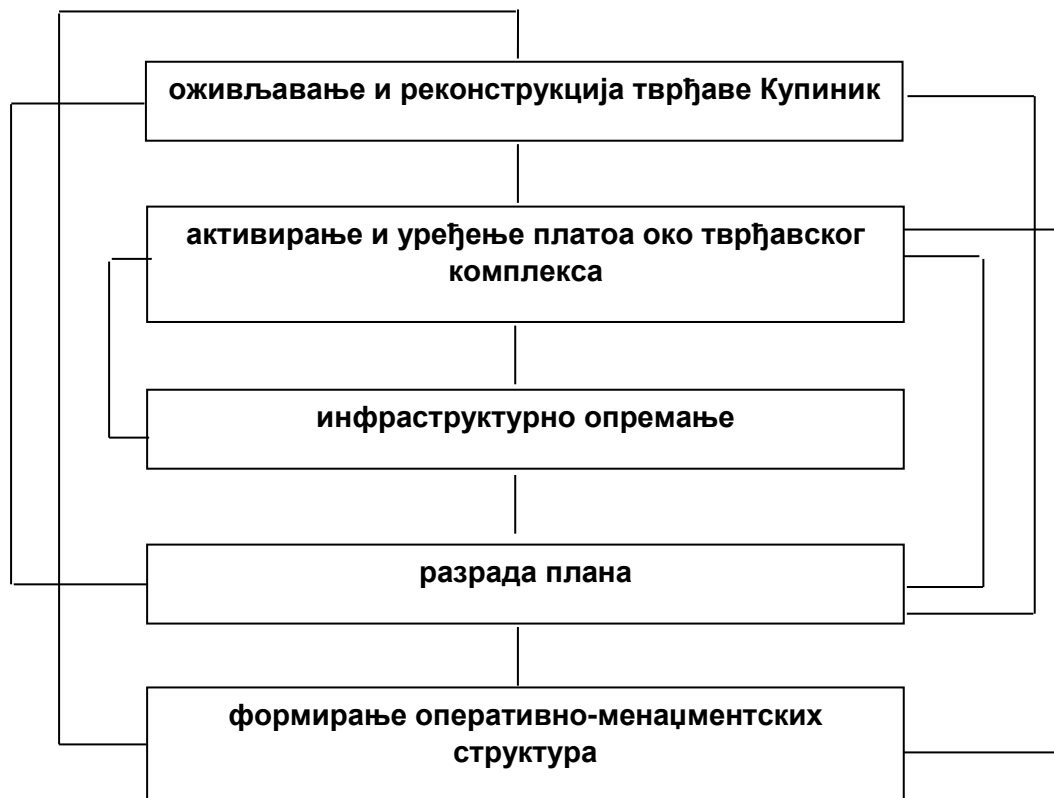 оживљавање и реконструкција тврђаве Купиник
активирање и уређење платоа око тврђавског
комплекса
инфраструктурно опремање
разрада плана
формирање оперативно-менаџментских
структура